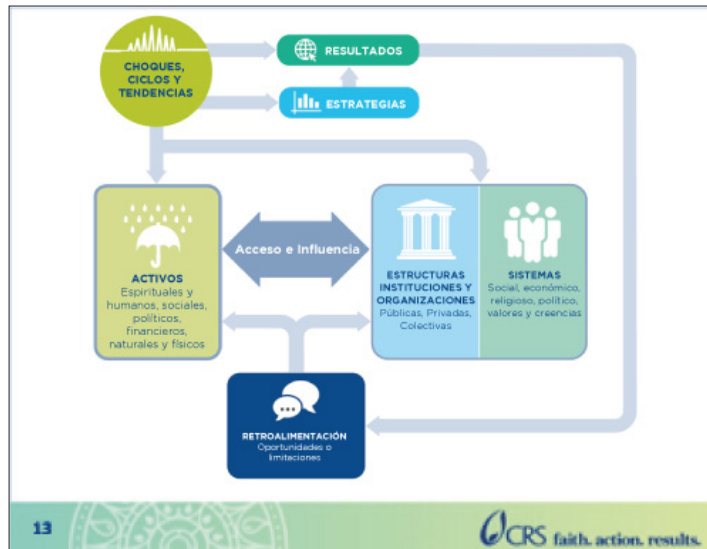 CHOQUES,
CICLOS Y
TENDENCIAS
RESULTADOS
ESTRATEGIAS
ACTIVOS
Espirituales y
humanos, sociales,
políticos,
financieros,
naturales y físicos
Acceso e Influencia
ESTRUCTURAS
INSTITUCIONES Y
ORGANIZACIONES
Públicas, Privadas,
Colectivas
SISTEMAS
Social, económico,
religioso, político,
valores y creencias
RETROALIMENTACIÓN
Oportunidades o
limitaciones
13
CRS faith. action. results.